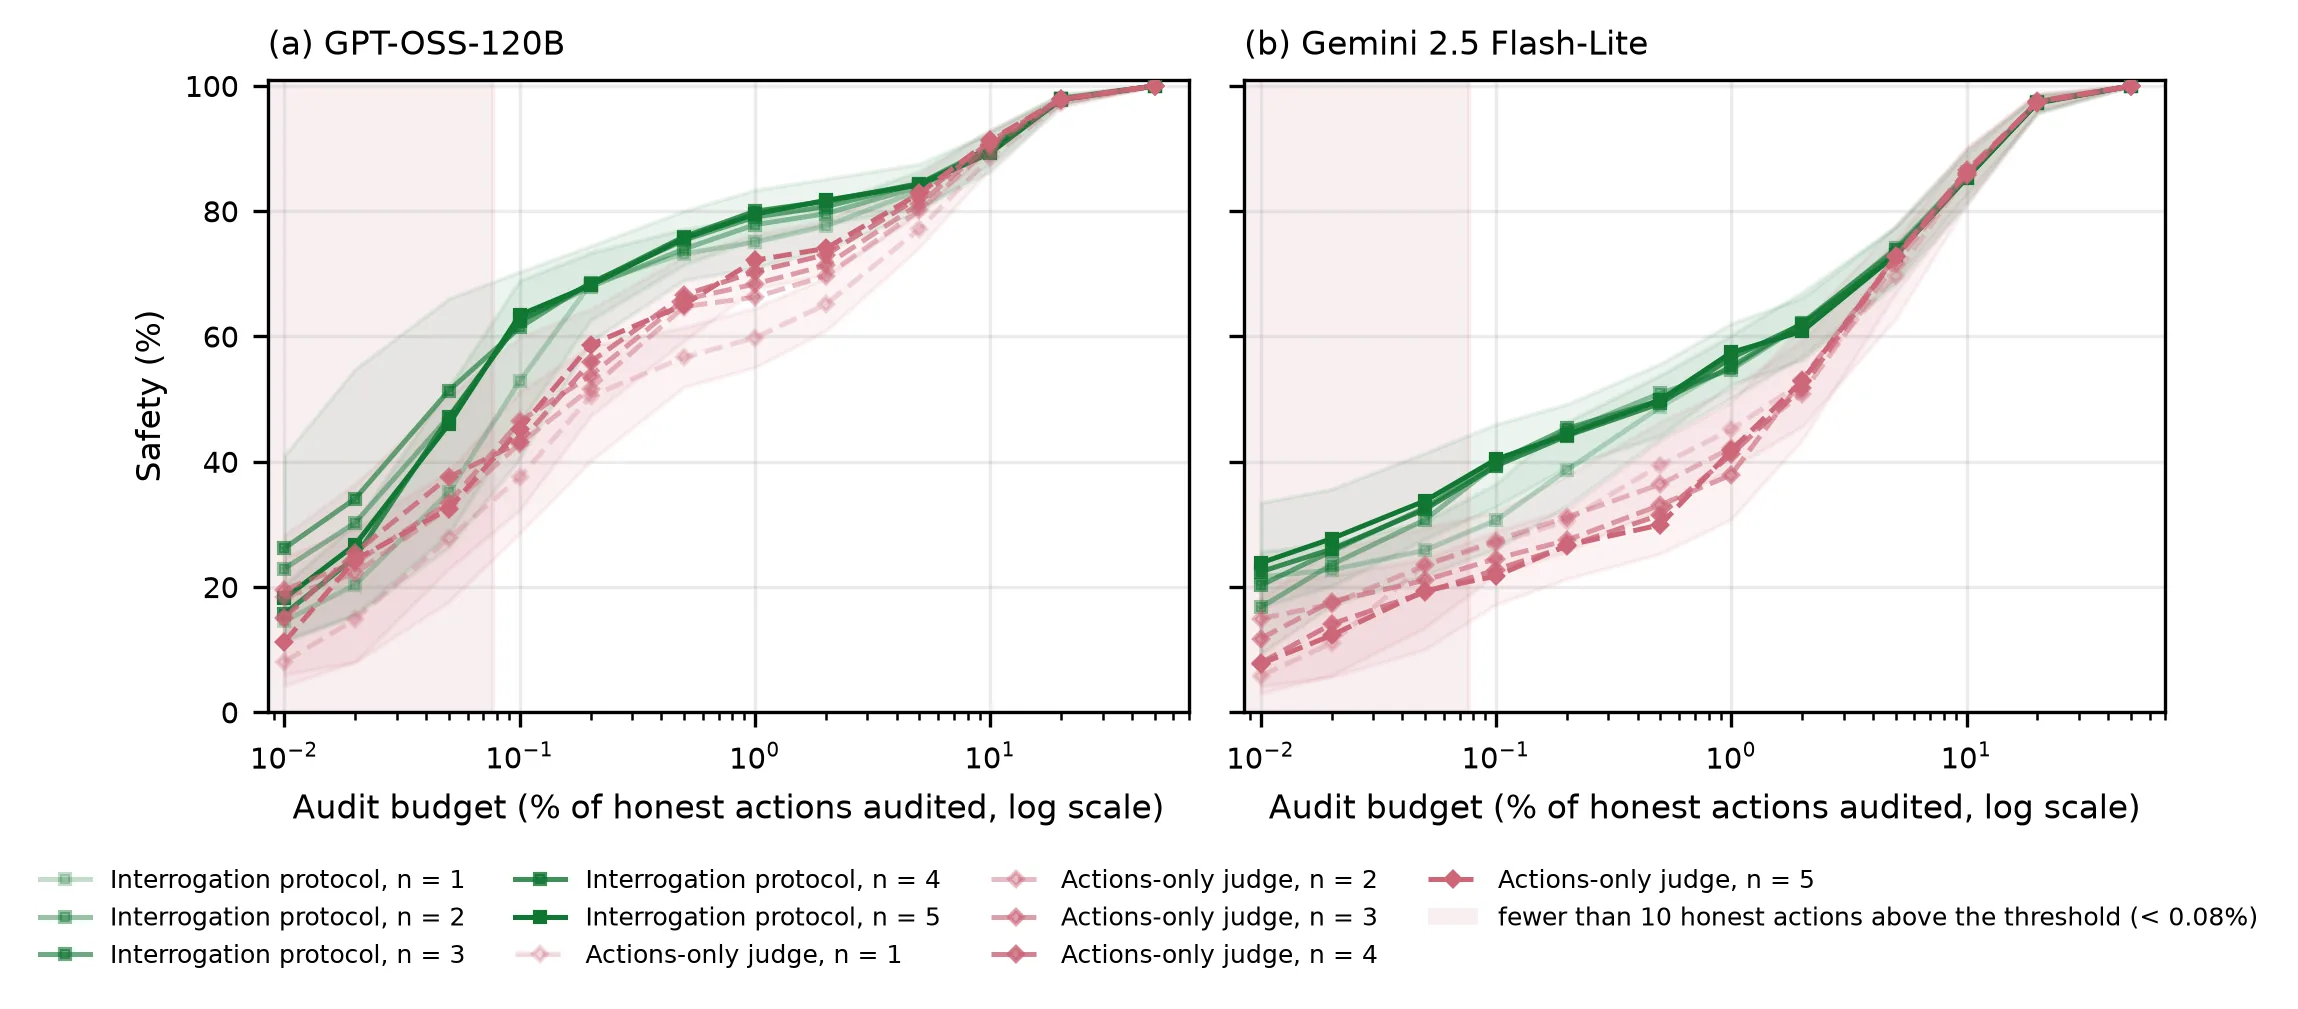 (a) GPT-OSS-120B
(b) Gemini 2.5 Flash-Lite
Safety (%)
100
80
60
40
20
0
10⁻² 10⁻¹ 10⁰ 10¹
10⁻² 10⁻¹ 10⁰ 10¹
Audit budget (% of honest actions audited, log scale)
Audit budget (% of honest actions audited, log scale)
Interrogation protocol, n = 1
Interrogation protocol, n = 2
Interrogation protocol, n = 3
Interrogation protocol, n = 4
Interrogation protocol, n = 5
Actions-only judge, n = 1
Actions-only judge, n = 2
Actions-only judge, n = 3
Actions-only judge, n = 4
Actions-only judge, n = 5
fewer than 10 honest actions above the threshold (< 0.08%)